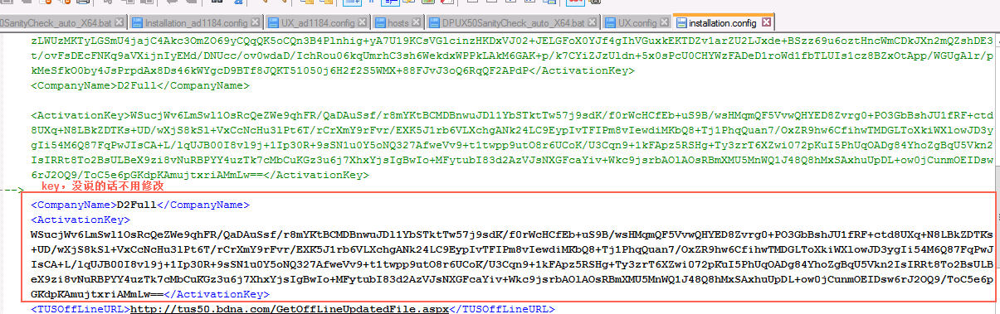 50SanityCheck_auto_X64.bat Installation_ad1184.config UX_ad1184.config hosts DPUX50SanityCheck_auto_X64.bat UX.config installation.config
zLWUzMKTyLGSmU4jajC4Akc3OmZO69yCQqQK5oCQn3B4Plnhig+yA7U19KCsVGlcinzHKDxVJ02+JELGFoX0YJf4gIhVGuxkEKTDZv1arZU2LJxde+BSzz69u6oztHncWmCDkJXn2mQZshDE3
t/ovFsDEcFNKq9aVXijnIyEMd/DNUcc/ov0wdaD/IchRou06kqUmrhC3sh6WekdxWPPkLAkM6GAK+p/k7CYiZJzUldn+5x0sPcU0CHYWzFADeD1roWd1fbTLUIs1cz8BZxOtApp/WGUgAlr/p
kMeSfkO0by4JsPrpdAx8Ds46kWYgcD9BTf8JQKT51050j6H2f2S5WMX+88FJvJ3oQ6RqQF2APdP</ActivationKey>
<CompanyName>D2Full</CompanyName>
<ActivationKey>WSucjWv6LmSwl1OsRcQeZWe9qhFR/QaDAuSsf/r8mYKtBCMDBnwuJDl1YbSTktTw57j9sdK/f0rWcHCfEb+uS9B/wsHMqmQF5VvwQHYED8Zvrg0+PO3GbBshJU1fRF+ctd
8UXq+N8LBkZDTKs+UD/wXjS8kSl+VxCcNcHu3lPt6T/rCrXmY9rFvr/EXK5J1rb6VLXchgANk24LC9EypIvTFIPm8vIewdiMKbQ8+Tj1PhqQuan7/OxZR9hw6CfihwTMDGLToXkiWXlowJD3y
gIi54M6Q87FqPwJIsCA+L/lqUJB00I8vl9j+1Ip30R+9sSN1u0Y5oNQ327AfweVv9+t1twpp9utO8r6UCoK/U3Cqn9+1kFApz5RSHg+Ty3zrT6XZwi072pKuI5PhUqOADg84YhoZgBqU5Vkn2
IsIRRt8To2BsULBeX9zi8vNuRBPYY4uzTk7cMbCuKGz3u6j7XhxYjsIgBwIo+MFytubI83d2AzVJsNXGFcaYiv+Wkc9jsrbAOlAOsRBmXMU5MnWQ1J48Q8hMxSAxhuUpDL+ow0jCunmOEIDsw
6rJ2OQ9/ToC5e6pGKdpKAmujtxriAMmLw==</ActivationKey>
--> key，没说的话不用修改
<CompanyName>D2Full</CompanyName>
<ActivationKey>
WSucjWv6LmSwl1OsRcQeZWe9qhFR/QaDAuSsf/r8mYKtBCMDBnwuJDl1YbSTktTw57j9sdK/f0rWcHCfEb+uS9B/wsHMqmQF5VvwQHYED8Zvrg0+PO3GbBshJU1fRF+ctd8UXq+N8LBkZDTKs
+UD/wXjS8kSl+VxCcNcHu3lPt6T/rCrXmY9rFvr/EXK5J1rb6VLXchgANk24LC9EypIvTFIPm8vIewdiMKbQ8+Tj1PhqQuan7/OxZR9hw6CfihwTMDGLToXkiWXlowJD3ygIi54M6Q87FqPwJ
IsCA+L/lqUJB00I8vl9j+1Ip30R+9sSN1u0Y5oNQ327AfweVv9+t1twpp9utO8r6UCoK/U3Cqn9+1kFApz5RSHg+Ty3zrT6XZwi072pKuI5PhUqOADg84YhoZgBqU5Vkn2IsIRRt8To2BsULB
eX9zi8vNuRBPYY4uzTk7cMbCuKGz3u6j7XhxYjsIgBwIo+MFytubI83d2AzVJsNXGFcaYiv+Wkc9jsrbAOlAOsRBmXMU5MnWQ1J48Q8hMxSAxhuUpDL+ow0jCunmOEIDsw6rJ2OQ9/ToC5e6p
GKdpKAmujtxriAMmLw==</ActivationKey>
<TUSOffLineURL>http://tus50.bdna.com/GetOffLineUpdatedFile.aspx</TUSOffLineURL>